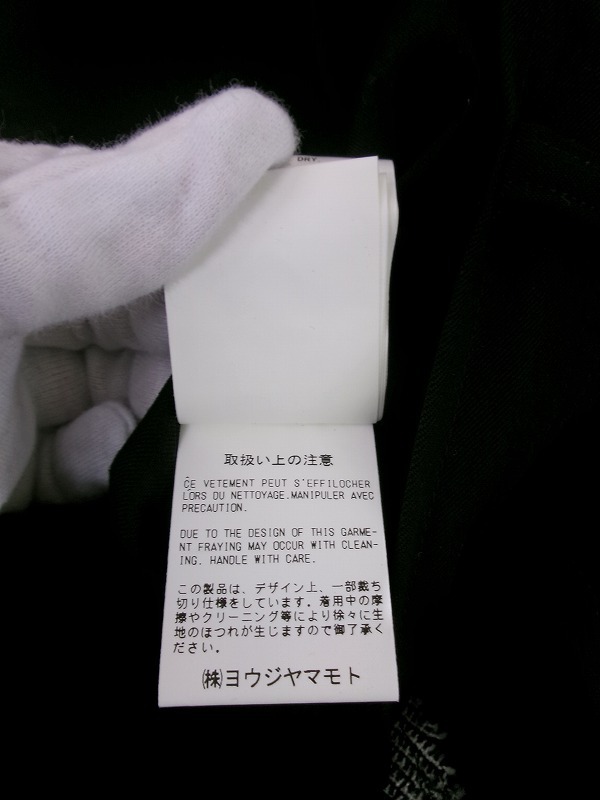 DRY.
取扱い上の注意
CE VETEMENT PEUT S'EFFILOCHER
LORS DU NETTOYAGE.MANIPULER AVEC
PRECAUTION.
DUE TO THE DESIGN OF THIS GARME-
NT FRAYING MAY OCCUR WITH CLEAN-
ING. HANDLE WITH CARE.
この製品は、デザイン上、一部裁ち
切り仕様をしています。着用中の摩
擦やクリーニング等により徐々に生
地のほつれが生じますので御了承く
ださい。
㈱ヨウジヤマモト